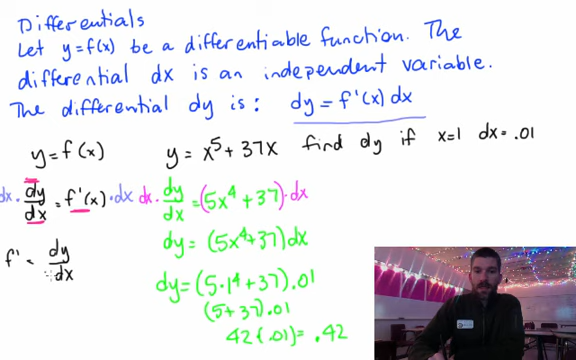 Differentials
Let y=f(x) be a differentiable function. The
differential dx is an independent variable.
The differential dy is: dy = f'(x) dx
y = f(x)
dx · dy/dx = f'(x) · dx
f' = dy/dx
y = x⁵ + 37x find dy if x=1 dx = .01
dx · dy/dx = (5x⁴ + 37) · dx
dy = (5x⁴+37) dx
dy = (5·1⁴ + 37) .01
(5+37) .01
42 (.01) = .42